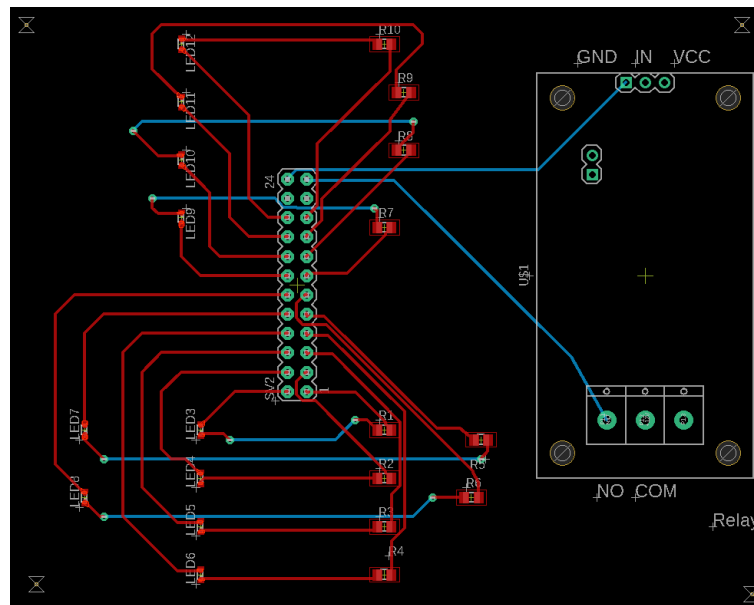 R10
LED12
GND IN VCC
R9
LED11
R8
LED10
24
R7
LED9
U$1
SV2
1
LED7
LED3
R1
R5
LED4
R2
LED8
R6
NO COM
LED5
R3
Relay
R4
LED6